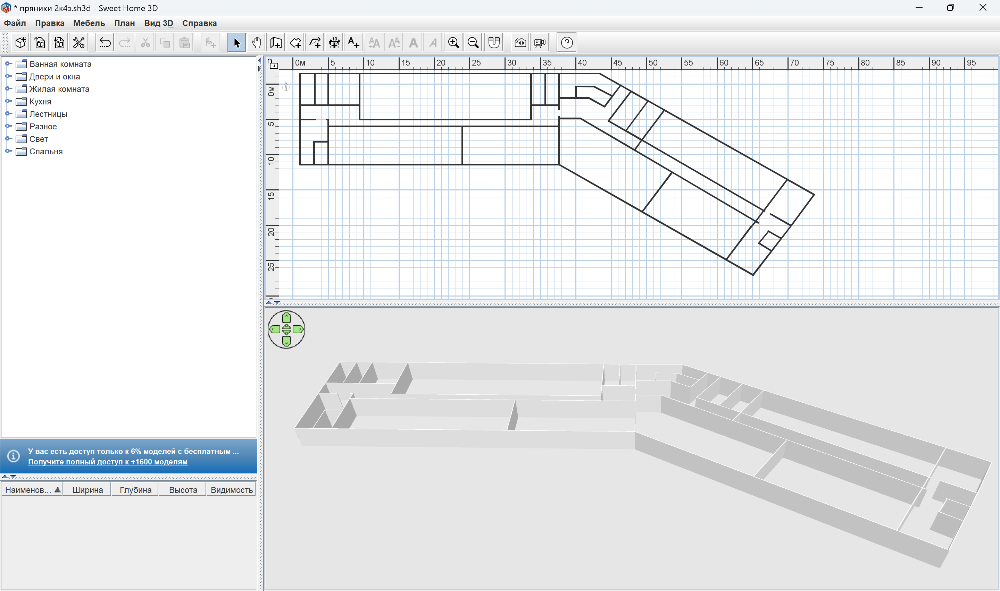 * пряники 2к4э.sh3d - Sweet Home 3D
Файл Правка Мебель План Вид 3D Справка
10 A A A A A A ?
Ванная комната
Двери и окна
Жилая комната
Кухня
Лестницы
Разное
Свет
Спальня
0м 5 10 15 20 25 30 35 40 45 50 55 60 65 70 75 80 85 90 95
0м
5
10
15
20
25
У вас есть доступ только к 6% моделей с бесплатным ...
Получите полный доступ к +1600 моделям
Наименов... Ширина Глубина Высота Видимость